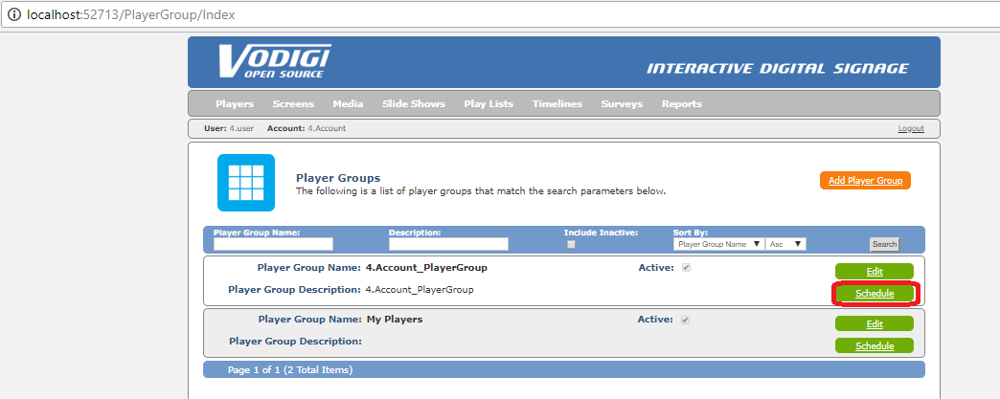 localhost:52713/PlayerGroup/Index
VODIGI
OPEN SOURCE
INTERACTIVE DIGITAL SIGNAGE
Players Screens Media Slide Shows Play Lists Timelines Surveys Reports
User: 4.user Account: 4.Account Logout
Player Groups
The following is a list of player groups that match the search parameters below.
Add Player Group
Player Group Name: Description: Include Inactive: Sort By:
Player Group Name Asc Search
Player Group Name: 4.Account_PlayerGroup Active: Edit
Player Group Description: 4.Account_PlayerGroup Schedule
Player Group Name: My Players Active: Edit
Player Group Description: Schedule
Page 1 of 1 (2 Total Items)